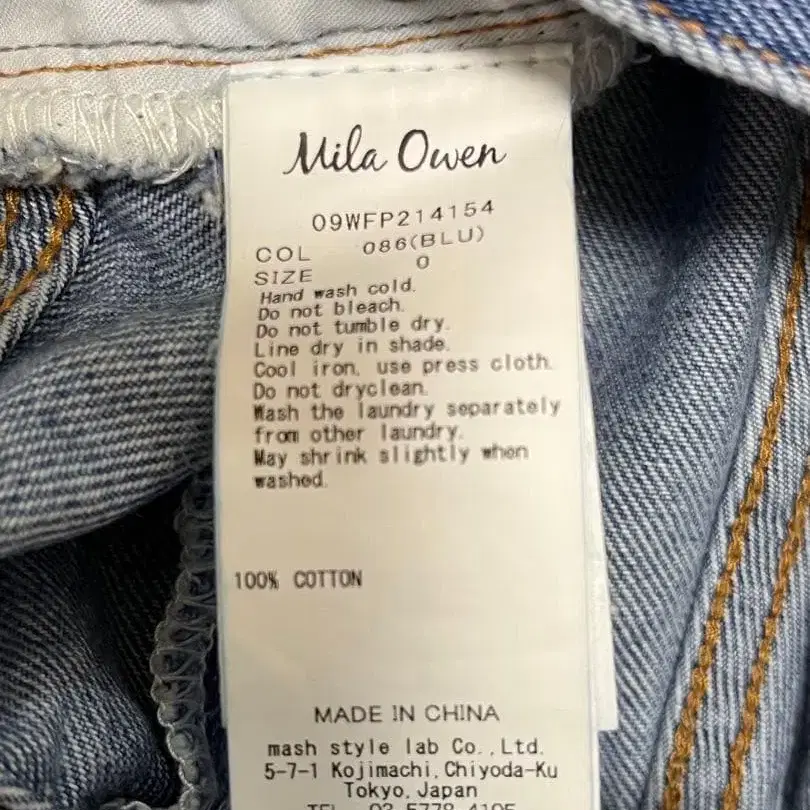 Mila Owen
09WFP214154
COL 086(BLU)
SIZE 0
Hand wash cold.
Do not bleach.
Do not tumble dry.
Line dry in shade.
Cool iron, use press cloth.
Do not dryclean.
Wash the laundry separately
from other laundry.
May shrink slightly when
washed.
100% COTTON
MADE IN CHINA
mash style lab Co.,Ltd.
5-7-1 Kojimachi,Chiyoda-Ku
Tokyo,Japan
TEL